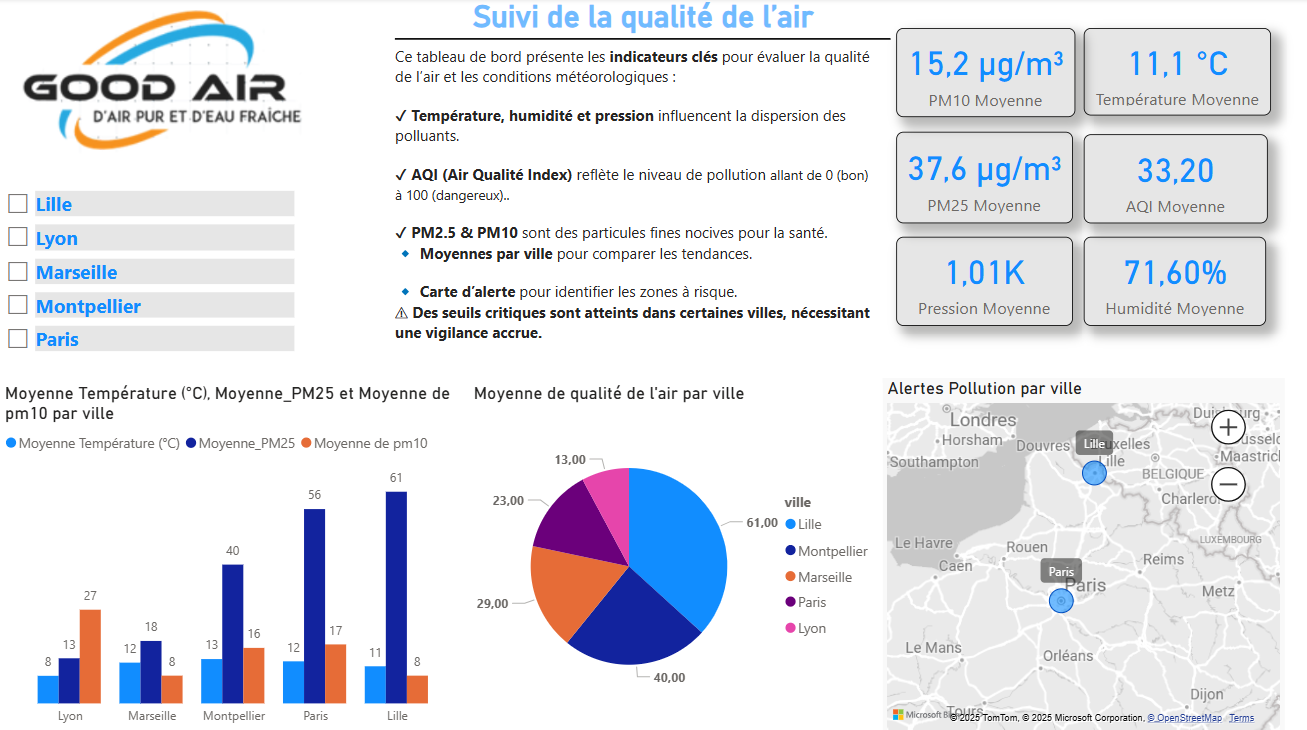 GOOD AIR
D'AIR PUR ET D'EAU FRAÎCHE
Lille
Lyon
Marseille
Montpellier
Paris
Suivi de la qualité de l'air
Ce tableau de bord présente les indicateurs clés pour évaluer la qualité
de l'air et les conditions météorologiques :
✓ Température, humidité et pression influencent la dispersion des
polluants.
✓ AQI (Air Qualité Index) reflète le niveau de pollution allant de 0 (bon)
à 100 (dangereux)..
✓ PM2.5 & PM10 sont des particules fines nocives pour la santé.
🔹 Moyennes par ville pour comparer les tendances.
🔹 Carte d'alerte pour identifier les zones à risque.
⚠ Des seuils critiques sont atteints dans certaines villes, nécessitant
une vigilance accrue.
15,2 µg/m³
PM10 Moyenne
11,1 °C
Température Moyenne
37,6 µg/m³
PM25 Moyenne
33,20
AQI Moyenne
1,01K
Pression Moyenne
71,60%
Humidité Moyenne
Moyenne Température (°C), Moyenne_PM25 et Moyenne de
pm10 par ville
Moyenne Température (°C) Moyenne_PM25 Moyenne de pm10
8 13 27
12 18 8
13 40 16
12 56 17
11 61 8
Lyon Marseille Montpellier Paris Lille
Moyenne de qualité de l'air par ville
13,00
23,00
29,00
61,00
40,00
ville
Lille
Montpellier
Marseille
Paris
Lyon
Alertes Pollution par ville
Londres
Horsham
Douvres
Southampton
Lille
Lille
BELGIQUE
Charleroi
LUXEMBOURG
Le Havre
Rouen
Caen
Reims
Paris
Paris
Metz
Le Mans
Orléans
Dijon
Tours
+
−
© 2025 TomTom, © 2025 Microsoft Corporation, © OpenStreetMap Terms